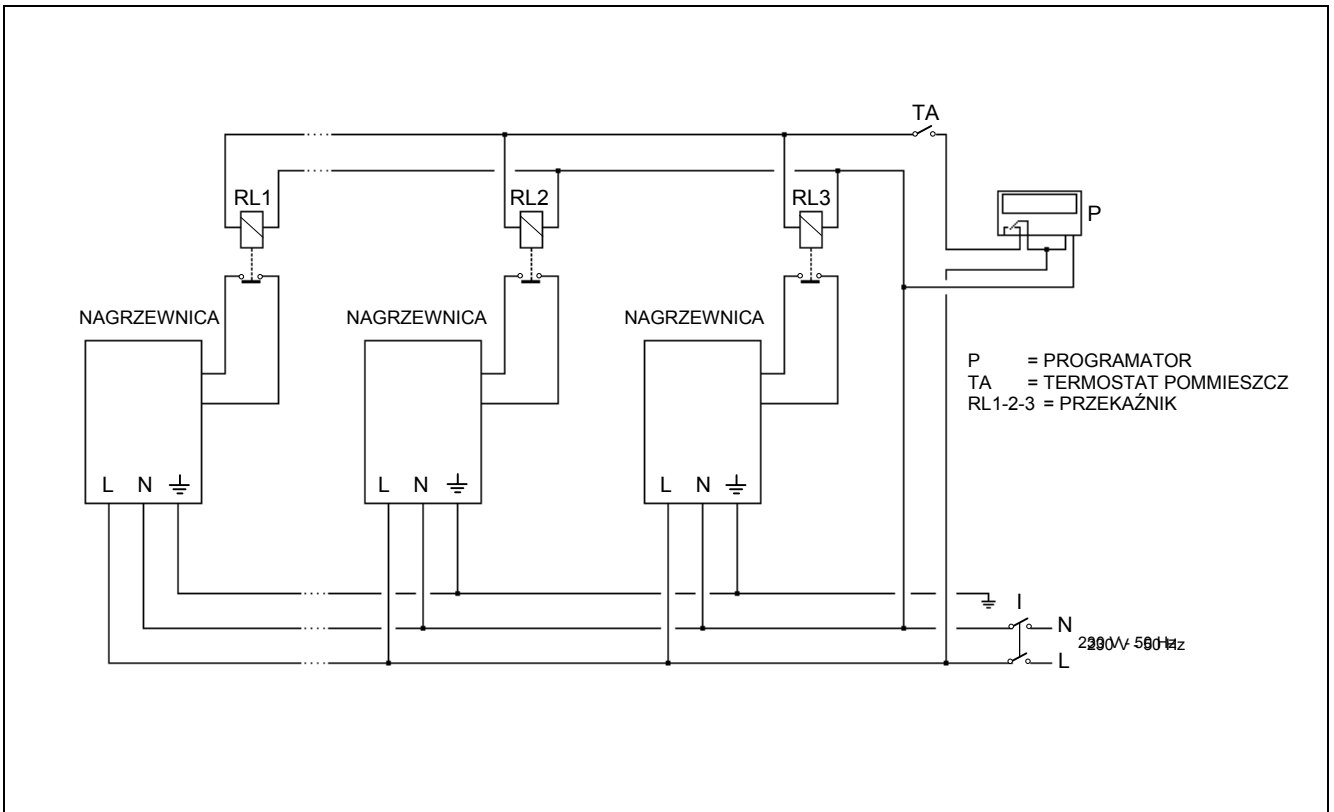 TA
RL1
RL2
RL3
P
NAGRZEWNICA
NAGRZEWNICA
NAGRZEWNICA
P = PROGRAMATOR
TA = TERMOSTAT POMMIESZCZ
RL1-2-3 = PRZEKAŹNIK
L N
L N
L N
I
N
L